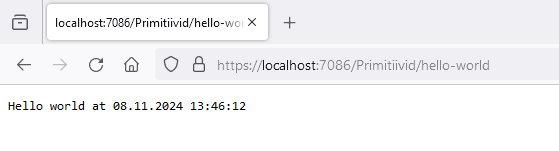 localhost:7086/Primitiivid/hello-wor
https://localhost:7086/Primitiivid/hello-world
Hello world at 08.11.2024 13:46:12